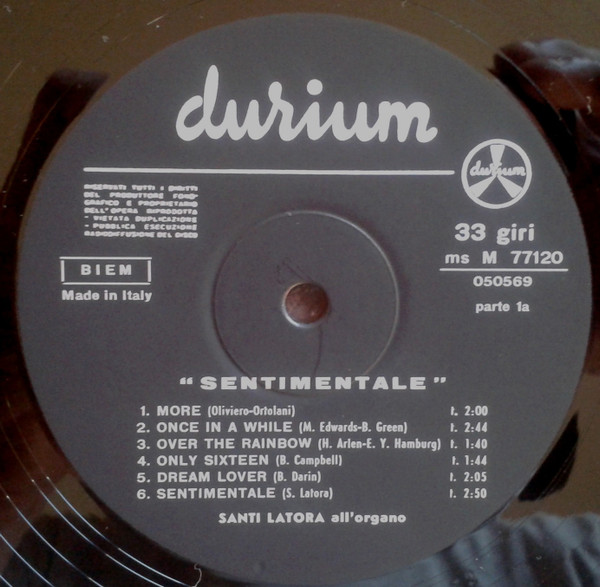 durium
durium
RISERVATI TUTTI I DIRITTI
DEL PRODUTTORE FONO-
GRAFICO E PROPRIETARIO
DELL'OPERA RIPRODOTTA
- VIETATA DUPLICAZIONE
- PUBBLICA ESECUZIONE
RADIODIFFUSIONE DEL DISCO
BIEM
Made in Italy
33 giri
ms M 77120
050569
parte 1a
"SENTIMENTALE"
1. MORE (Oliviero-Ortolani) t. 2:00
2. ONCE IN A WHILE (M. Edwards-B. Green) t. 2:44
3. OVER THE RAINBOW (H. Arlen-E. Y. Hamburg) t. 1:40
4. ONLY SIXTEEN (B. Campbell) t. 1:44
5. DREAM LOVER (B. Darin) t. 2:05
6. SENTIMENTALE (S. Latora) t. 2:50
SANTI LATORA all'organo